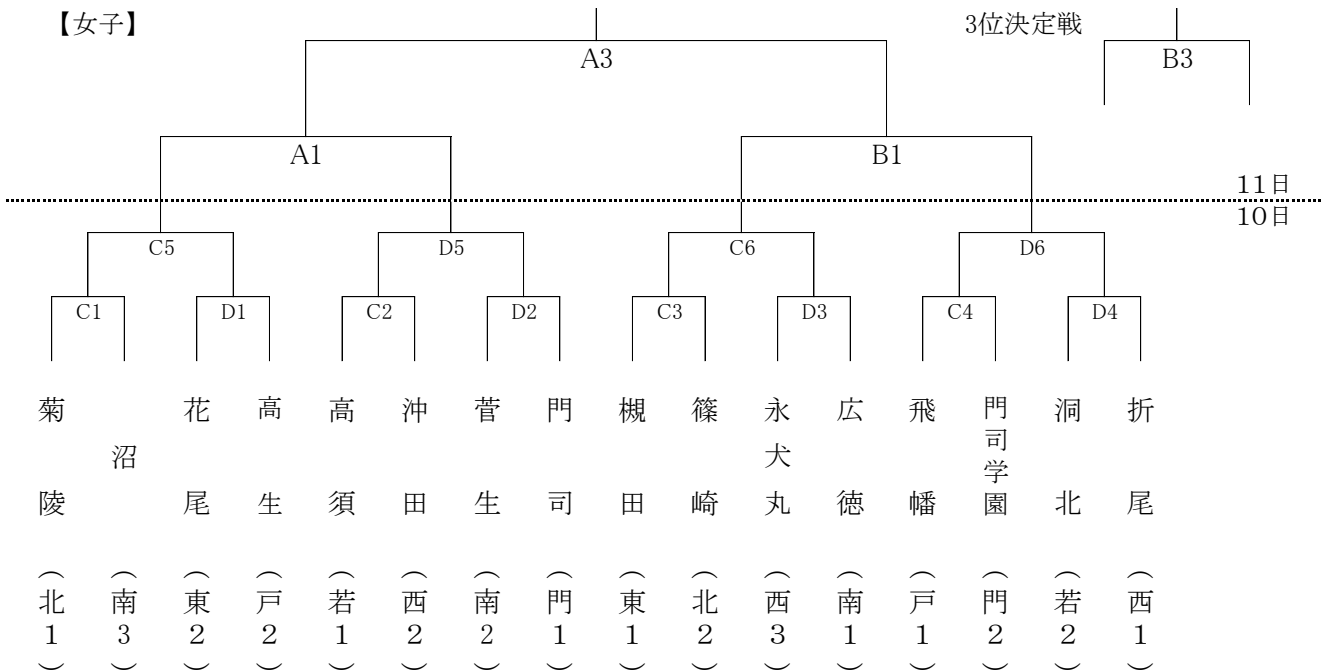 【女子】
3位決定戦
A3
B3
A1
B1
11日
10日
C5
D5
C6
D6
C1
D1
C2
D2
C3
D3
C4
D4
菊陵（北1）
沼（南3）
花尾（東2）
高生（戸2）
高須（若1）
沖田（西2）
菅生（南2）
門司（門1）
槻田（東1）
篠崎（北2）
永犬丸（西3）
広徳（南1）
飛幡（戸1）
門司学園（門2）
洞北（若2）
折尾（西1）